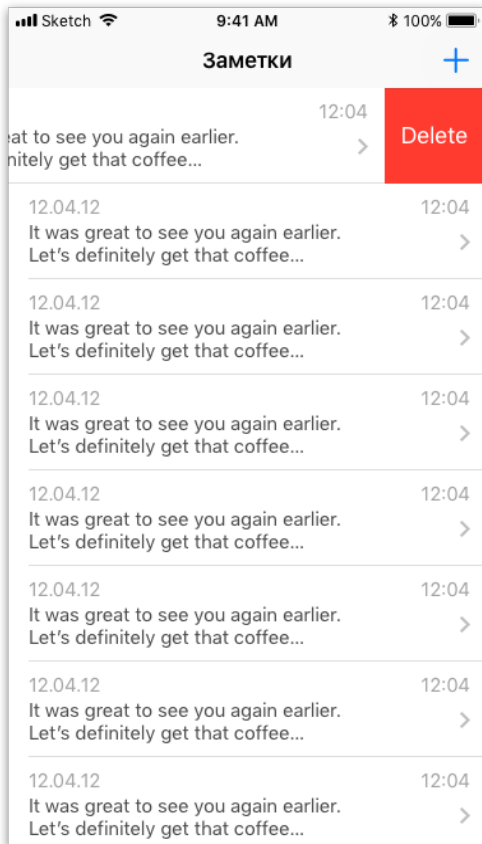 Sketch 9:41 AM 100%
Заметки
12:04
at to see you again earlier.
nitely get that coffee...
Delete
12.04.12 12:04
It was great to see you again earlier.
Let's definitely get that coffee...
12.04.12 12:04
It was great to see you again earlier.
Let's definitely get that coffee...
12.04.12 12:04
It was great to see you again earlier.
Let's definitely get that coffee...
12.04.12 12:04
It was great to see you again earlier.
Let's definitely get that coffee...
12.04.12 12:04
It was great to see you again earlier.
Let's definitely get that coffee...
12.04.12 12:04
It was great to see you again earlier.
Let's definitely get that coffee...
12.04.12 12:04
It was great to see you again earlier.
Let's definitely get that coffee...